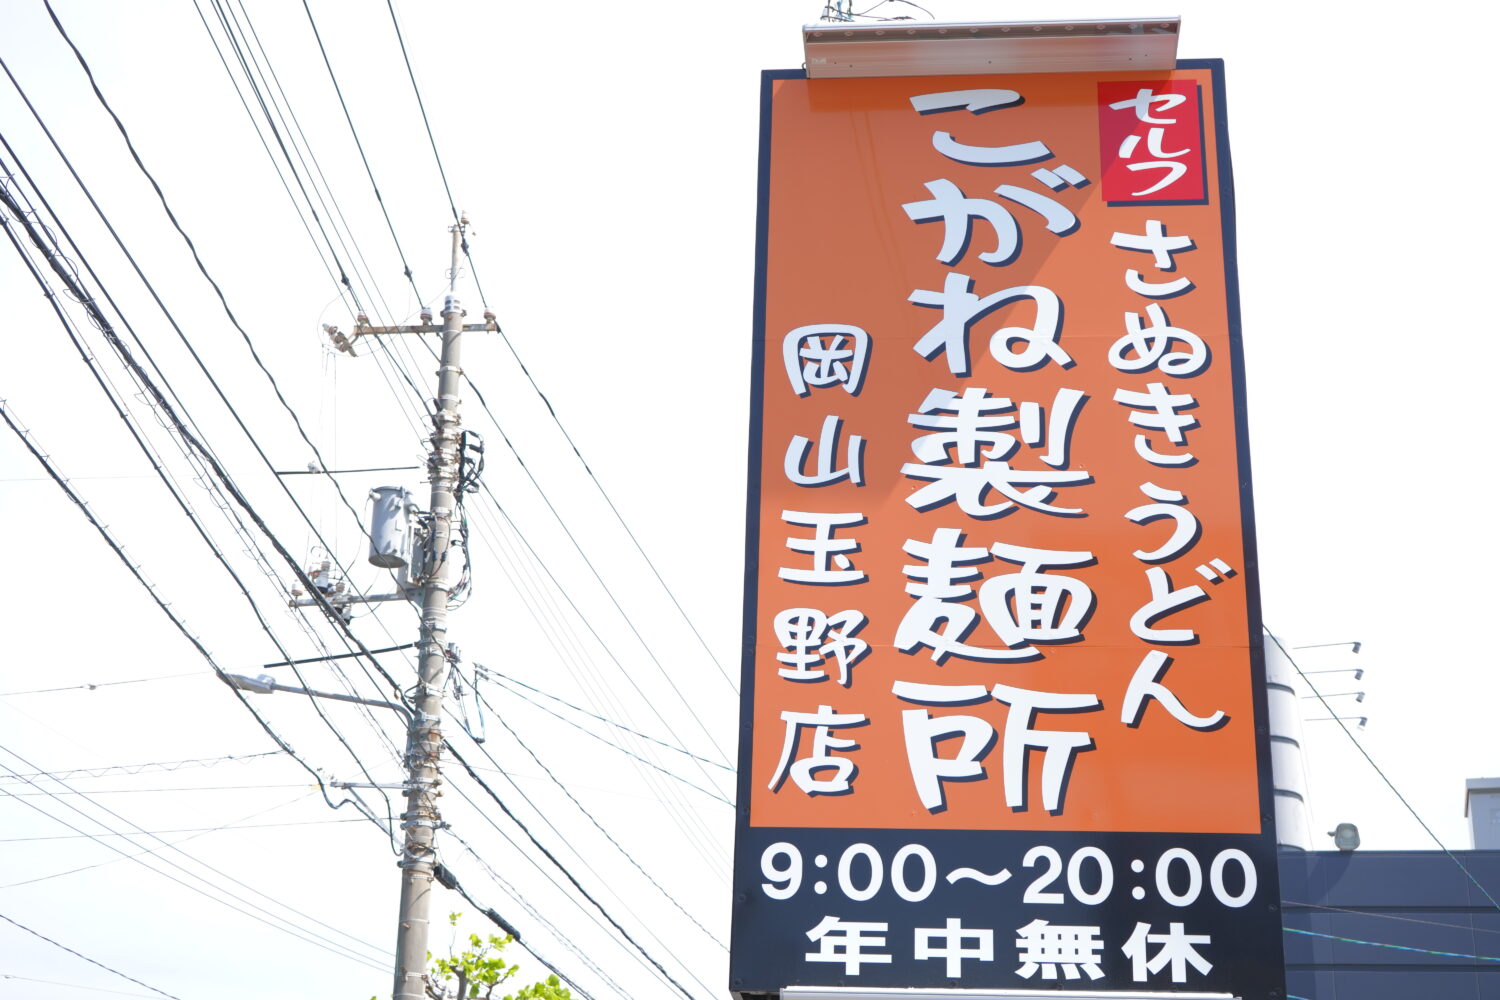 セルフ
さぬきうどん
こがね製麺所
岡山玉野店
9:00～20:00
年中無休